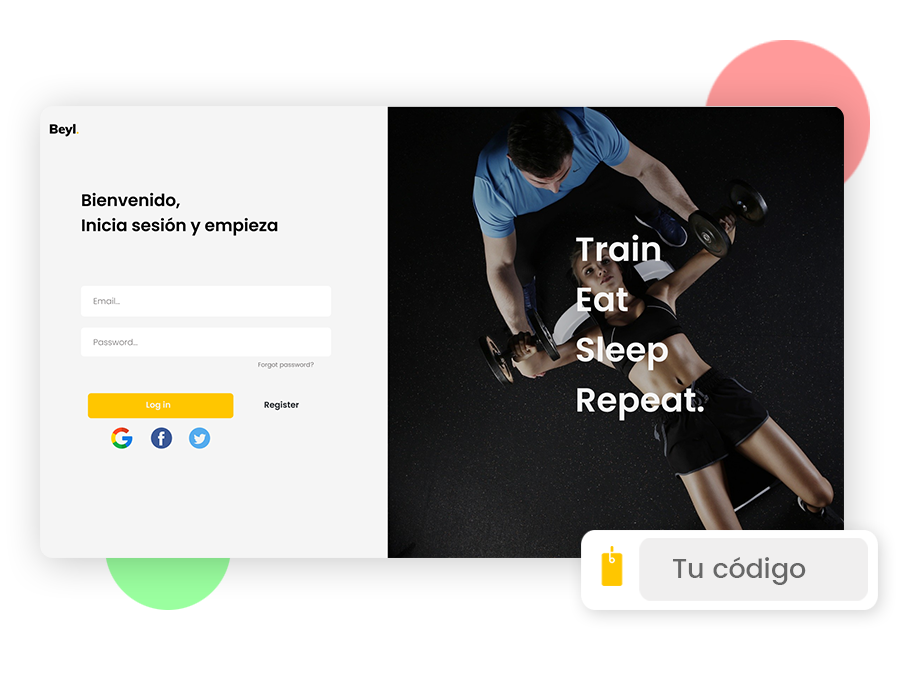 Beyl.
Bienvenido,
Inicia sesión y empieza
Email...
Password...
Forgot password?
Log in
Register
Train
Eat
Sleep
Repeat.
b
Tu código